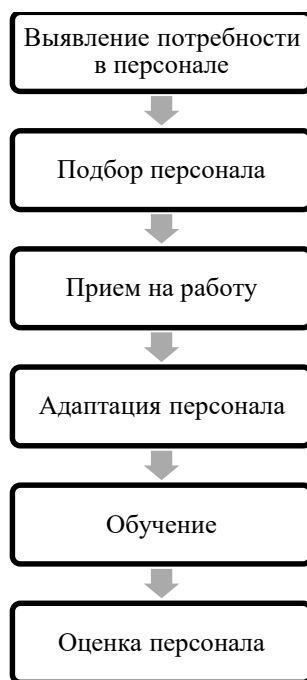 Выявление потребности
в персонале
Подбор персонала
Прием на работу
Адаптация персонала
Обучение
Оценка персонала